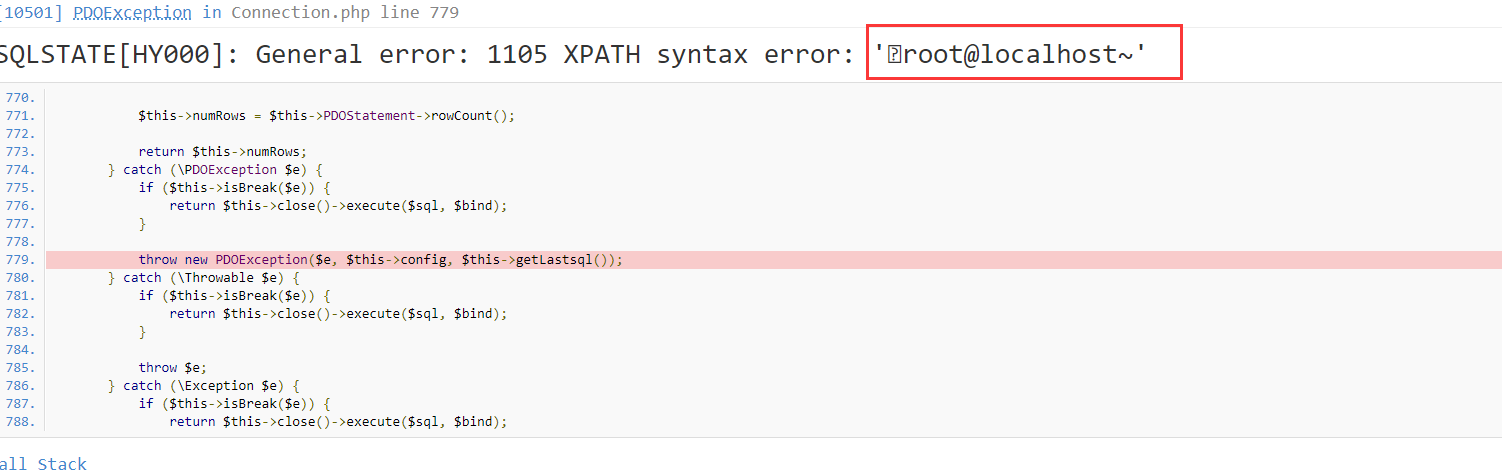 [10501] PDOException in Connection.php line 779
SQLSTATE[HY000]: General error: 1105 XPATH syntax error: 'root@localhost~'
770.
771. $this->numRows = $this->PDOStatement->rowCount();
772.
773. return $this->numRows;
774. } catch (\PDOException $e) {
775. if ($this->isBreak($e)) {
776. return $this->close()->execute($sql, $bind);
777. }
778.
779. throw new PDOException($e, $this->config, $this->getLastsql());
780. } catch (\Throwable $e) {
781. if ($this->isBreak($e)) {
782. return $this->close()->execute($sql, $bind);
783. }
784.
785. throw $e;
786. } catch (\Exception $e) {
787. if ($this->isBreak($e)) {
788. return $this->close()->execute($sql, $bind);
all Stack